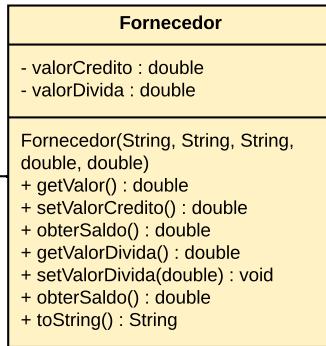 Fornecedor
- valorCredito : double
- valorDivida : double
Fornecedor(String, String, String,
double, double)
+ getValor() : double
+ setValorCredito() : double
+ obterSaldo() : double
+ getValorDivida() : double
+ setValorDivida(double) : void
+ obterSaldo() : double
+ toString() : String